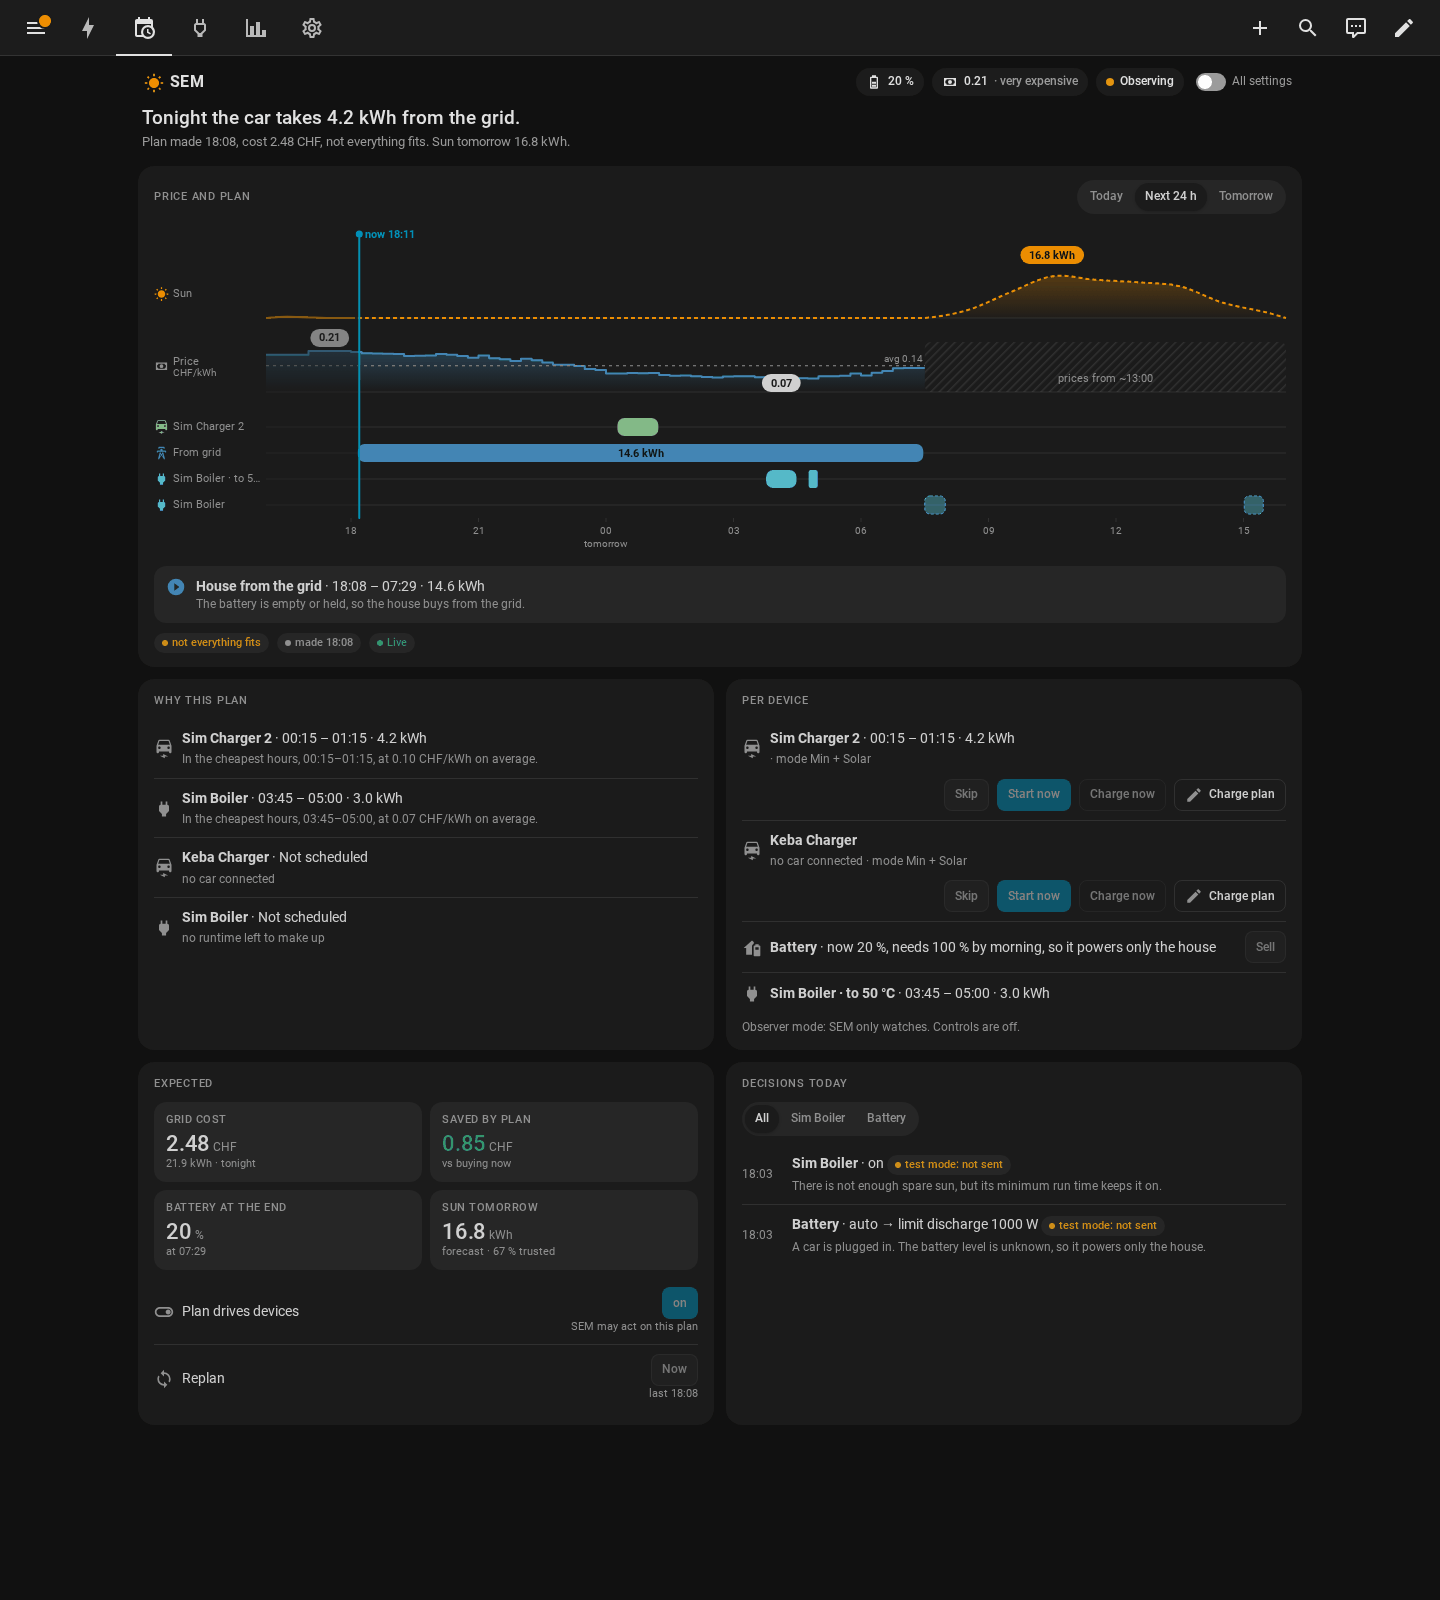 SEM
20 %
0.21 · very expensive
Observing
All settings
Tonight the car takes 4.2 kWh from the grid.
Plan made 18:08, cost 2.48 CHF, not everything fits. Sun tomorrow 16.8 kWh.
PRICE AND PLAN
Today
Next 24 h
Tomorrow
now 18:11
16.8 kWh
Sun
0.21
Price
CHF/kWh
avg 0.14
0.07
prices from ~13:00
Sim Charger 2
From grid
14.6 kWh
Sim Boiler · to 5...
Sim Boiler
18
21
00
03
06
09
12
15
tomorrow
House from the grid · 18:08 – 07:29 · 14.6 kWh
The battery is empty or held, so the house buys from the grid.
not everything fits
made 18:08
Live
WHY THIS PLAN
Sim Charger 2 · 00:15 – 01:15 · 4.2 kWh
In the cheapest hours, 00:15–01:15, at 0.10 CHF/kWh on average.
Sim Boiler · 03:45 – 05:00 · 3.0 kWh
In the cheapest hours, 03:45–05:00, at 0.07 CHF/kWh on average.
Keba Charger · Not scheduled
no car connected
Sim Boiler · Not scheduled
no runtime left to make up
PER DEVICE
Sim Charger 2 · 00:15 – 01:15 · 4.2 kWh
· mode Min + Solar
Skip
Start now
Charge now
Charge plan
Keba Charger
no car connected · mode Min + Solar
Skip
Start now
Charge now
Charge plan
Battery · now 20 %, needs 100 % by morning, so it powers only the house
Sell
Sim Boiler · to 50 °C · 03:45 – 05:00 · 3.0 kWh
Observer mode: SEM only watches. Controls are off.
EXPECTED
GRID COST
2.48 CHF
21.9 kWh · tonight
SAVED BY PLAN
0.85 CHF
vs buying now
BATTERY AT THE END
20 %
at 07:29
SUN TOMORROW
16.8 kWh
forecast · 67 % trusted
Plan drives devices
on
SEM may act on this plan
Replan
Now
last 18:08
DECISIONS TODAY
All
Sim Boiler
Battery
18:03
Sim Boiler · on
test mode: not sent
There is not enough spare sun, but its minimum run time keeps it on.
18:03
Battery · auto → limit discharge 1000 W
test mode: not sent
A car is plugged in. The battery level is unknown, so it powers only the house.